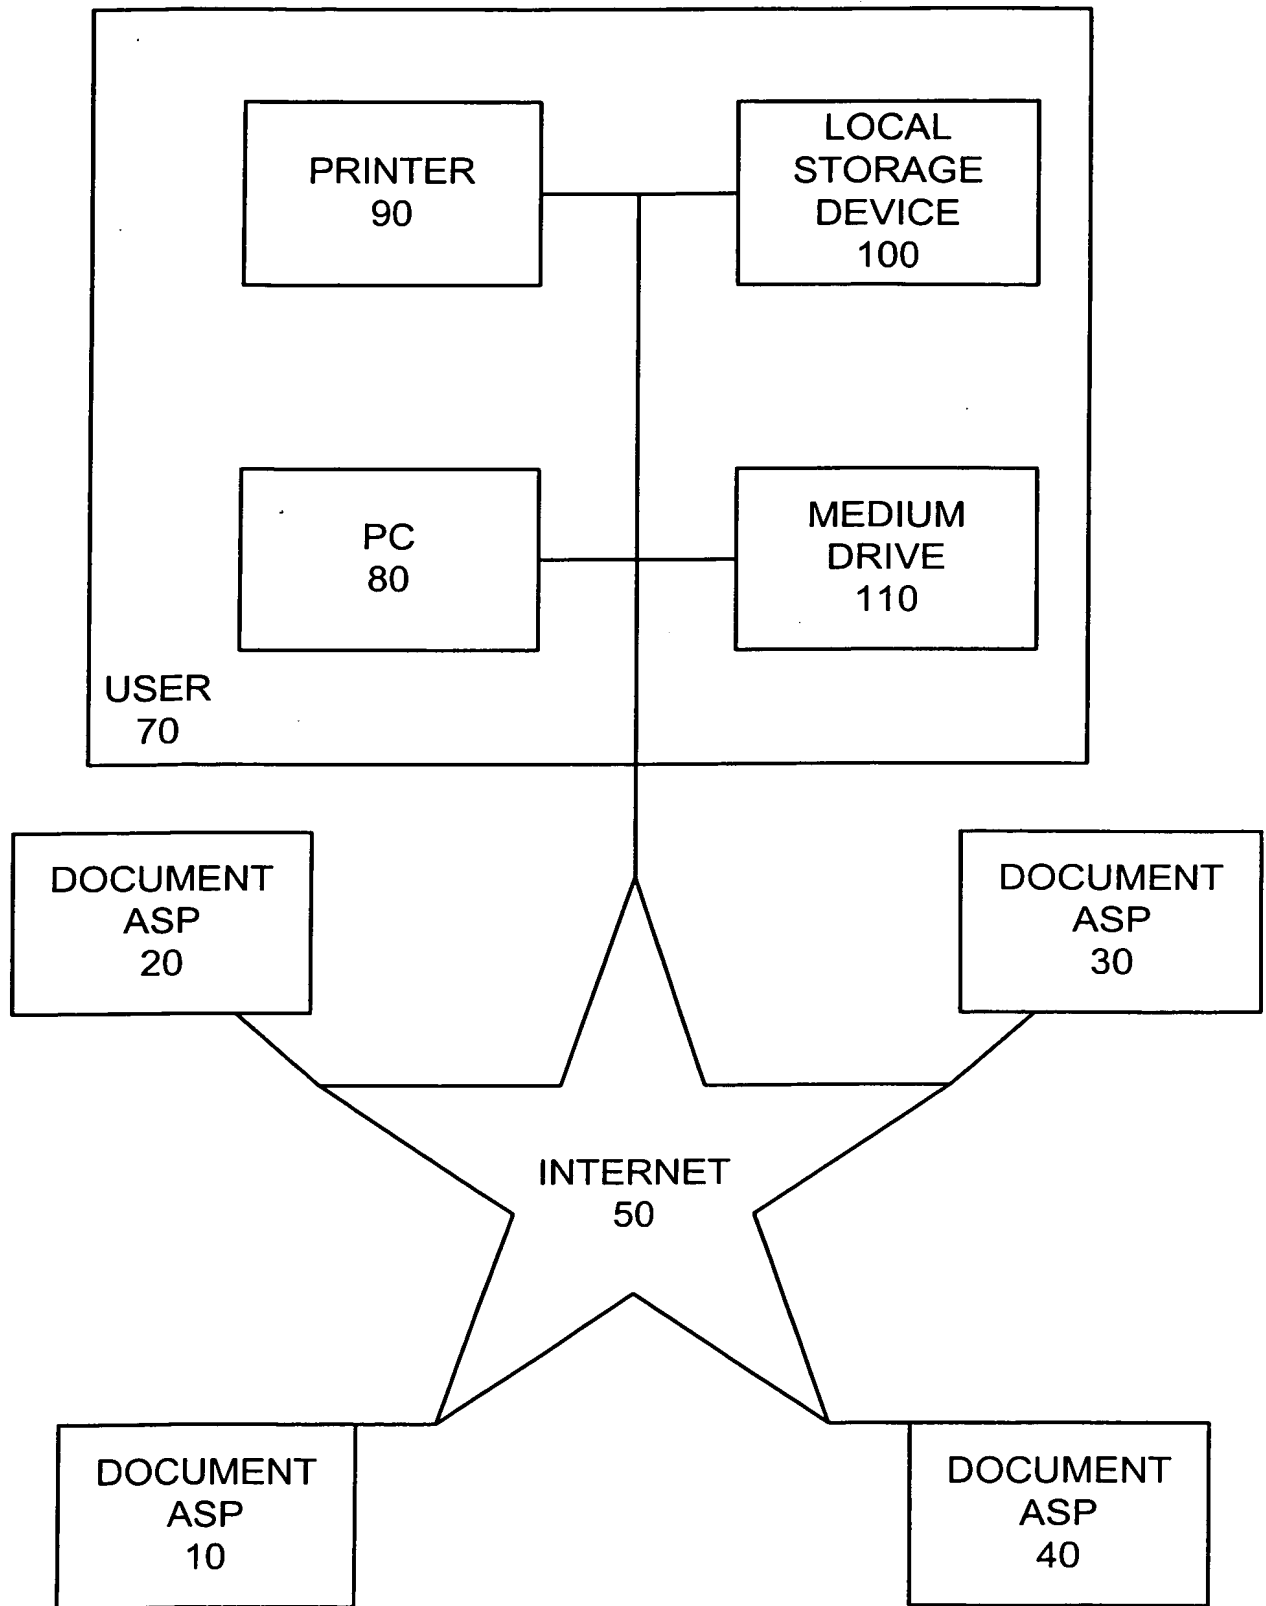 PRINTER
90
LOCAL
STORAGE
DEVICE
100
PC
80
MEDIUM
DRIVE
110
USER
70
DOCUMENT
ASP
20
DOCUMENT
ASP
30
INTERNET
50
DOCUMENT
ASP
10
DOCUMENT
ASP
40